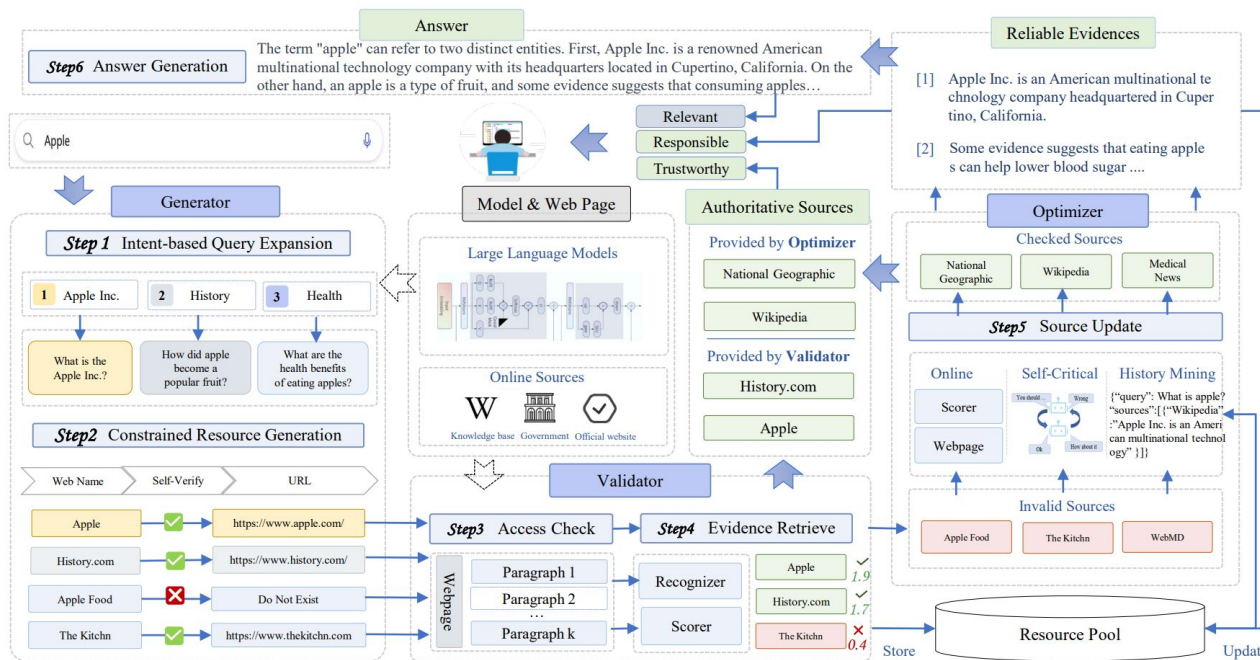 Answer
Step6 Answer Generation
The term "apple" can refer to two distinct entities. First, Apple Inc. is a renowned American
multinational technology company with its headquarters located in Cupertino, California. On the
other hand, an apple is a type of fruit, and some evidence suggests that consuming apples…
Reliable Evidences
[1] Apple Inc. is an American multinational te
chnology company headquartered in Cuper
tino, California.
[2] Some evidence suggests that eating apple
s can help lower blood sugar ....
Apple
Relevant
Responsible
Trustworthy
Generator
Step 1 Intent-based Query Expansion
1 Apple Inc.
2 History
3 Health
What is the
Apple Inc.?
How did apple
become a
popular fruit?
What are the
health benefits
of eating apples?
Step2 Constrained Resource Generation
Web Name
Self-Verify
URL
Apple
https://www.apple.com/
History.com
https://www.history.com/
Apple Food
Do Not Exist
The Kitchn
https://www.thekitchn.com
Model & Web Page
Large Language Models
Online Sources
W
Knowledge base
Government
Official website
Authoritative Sources
Provided by Optimizer
National Geographic
Wikipedia
Provided by Validator
History.com
Apple
Validator
Step3 Access Check
Step4 Evidence Retrieve
Webpage
Paragraph 1
Paragraph 2
…
Paragraph k
Recognizer
Scorer
Apple
1.9
History.com
1.7
The Kitchn
0.4
Optimizer
Checked Sources
National
Geographic
Wikipedia
Medical
News
Step5 Source Update
Online
Scorer
Webpage
Self-Critical
You should ...
Wrong
Ok
How about it
History Mining
{“query”: What is apple?
“sources”:[{“Wikipedia”
:”Apple Inc. is an Ameri
can multinational technol
ogy” }]}
Invalid Sources
Apple Food
The Kitchn
WebMD
Store
Resource Pool
Updat